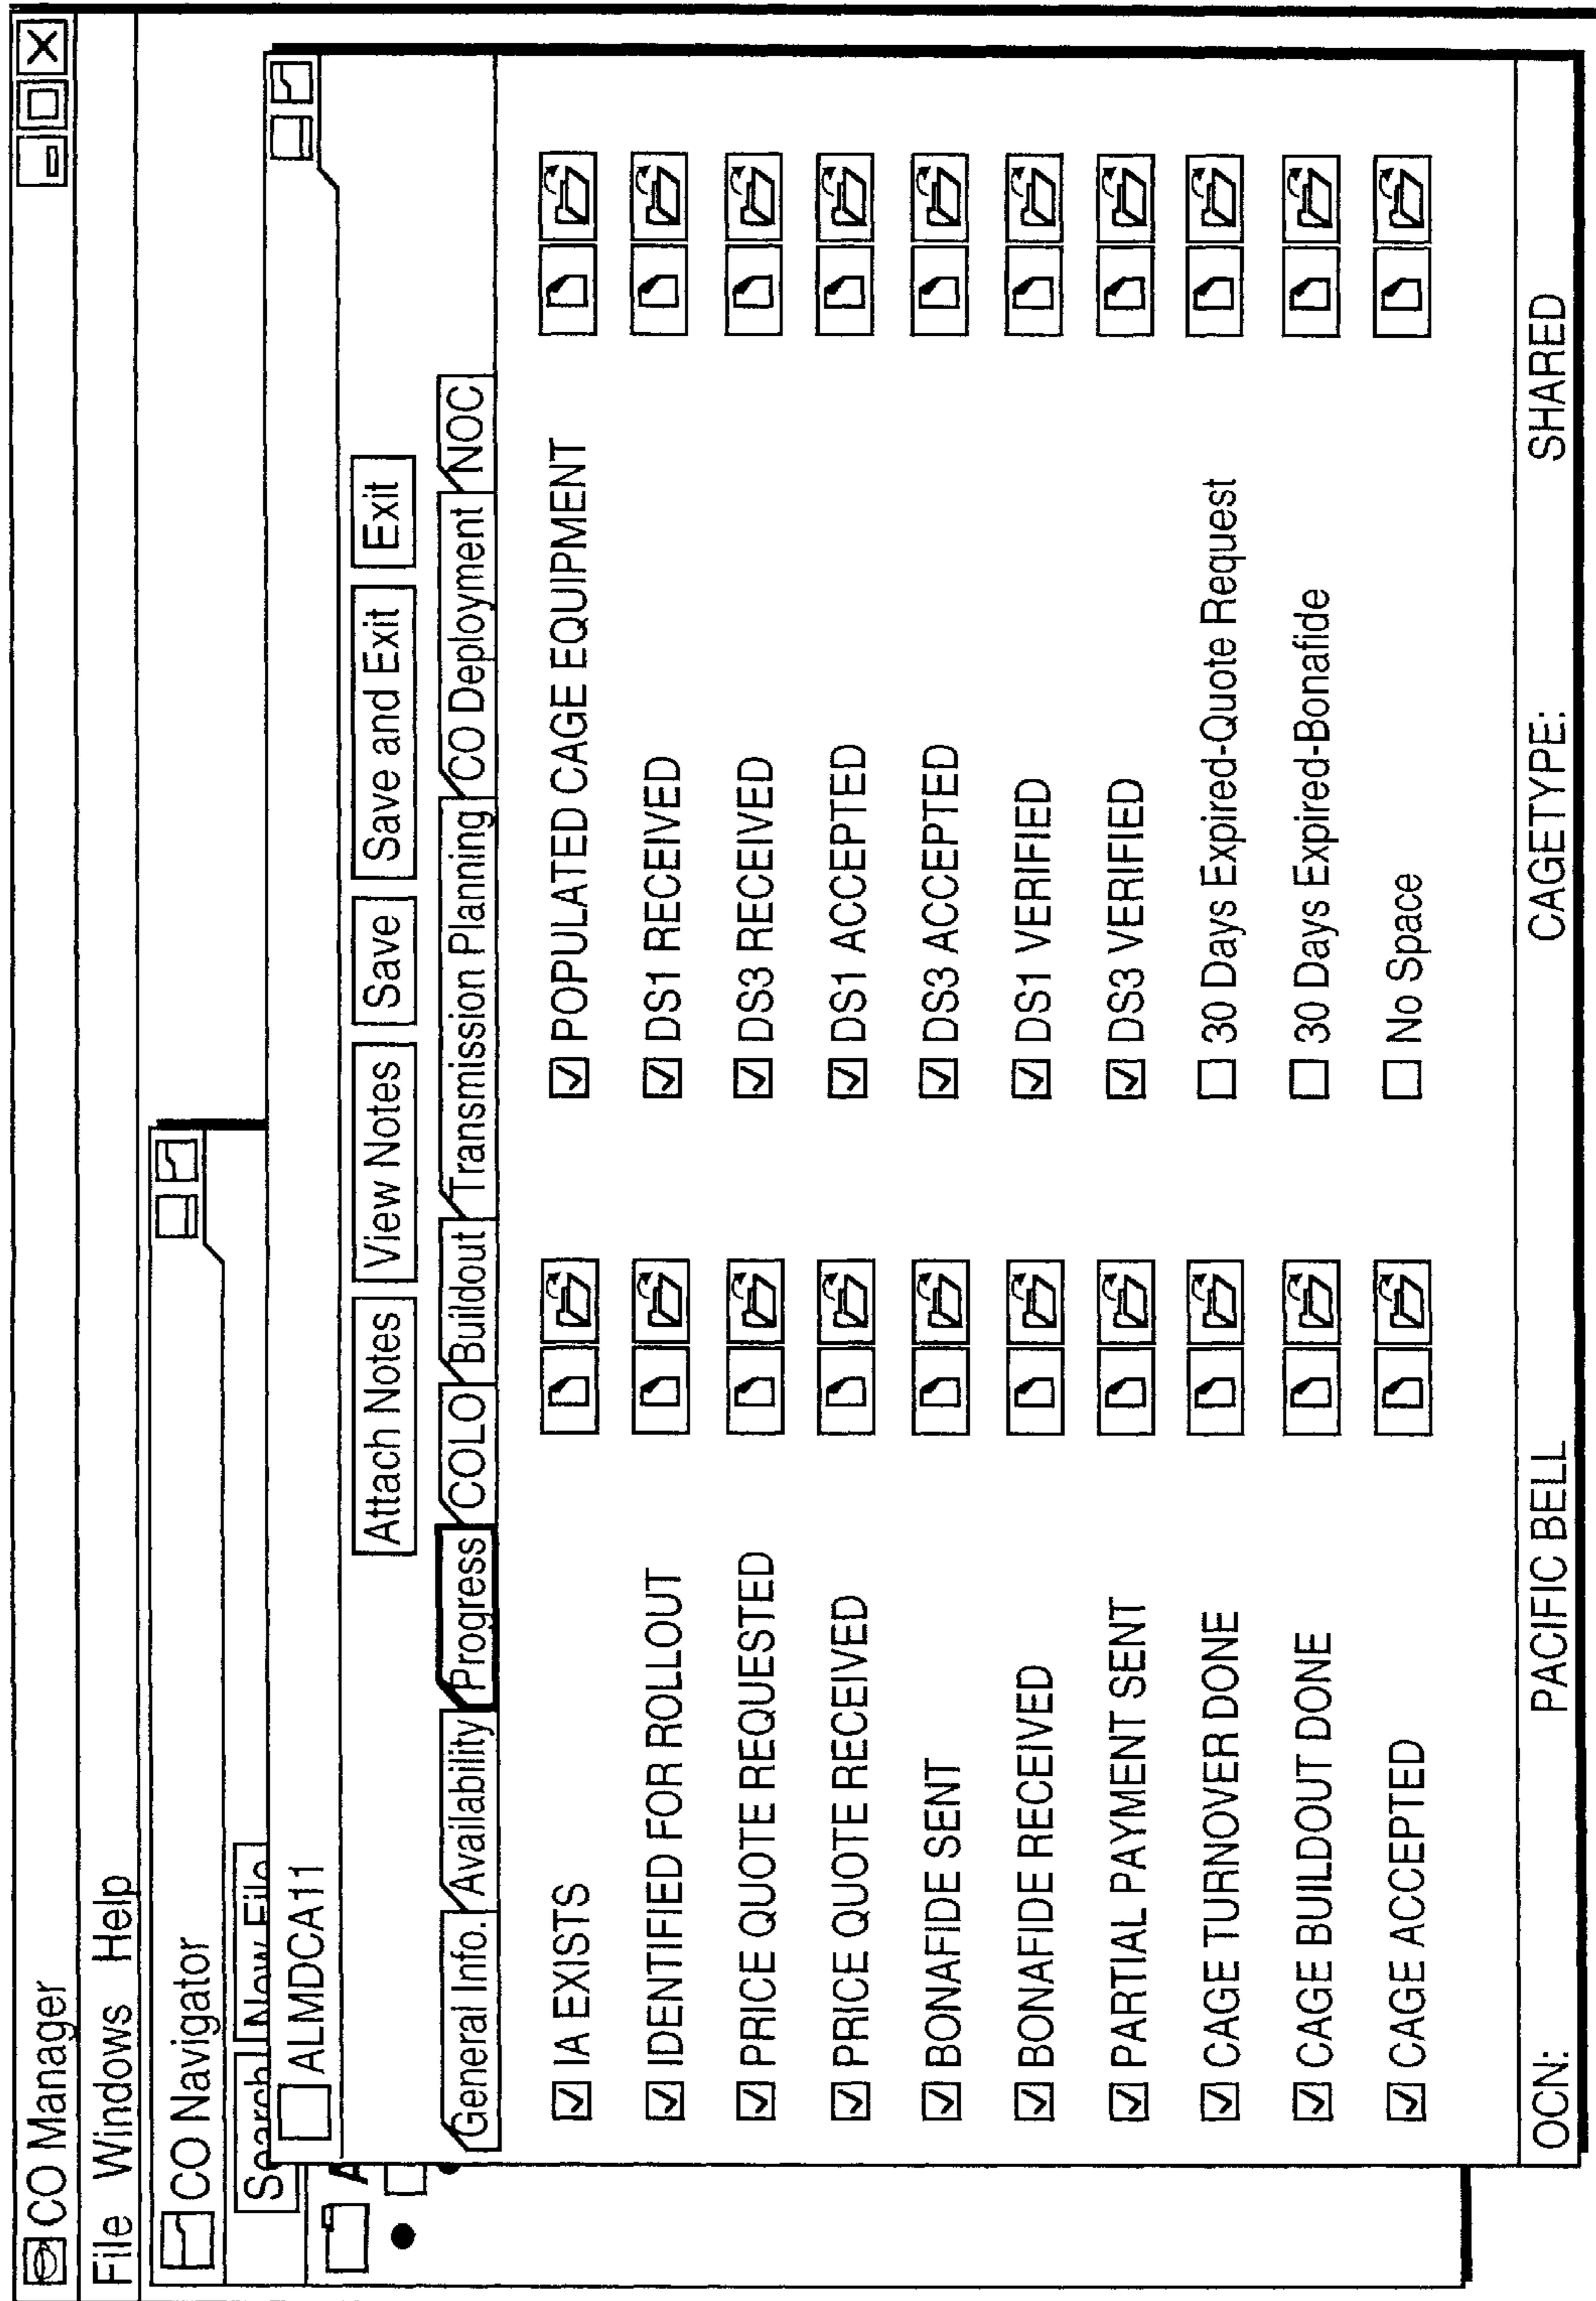 CO Manager
File Windows Help
CO Navigator
Search New File
ALMDCA11
Attach Notes View Notes Save Save and Exit Exit
General Info. Availability Progress COLO Buildout Transmission Planning CO Deployment NOC
IA EXISTS POPULATED CAGE EQUIPMENT
IDENTIFIED FOR ROLLOUT DS1 RECEIVED
PRICE QUOTE REQUESTED DS3 RECEIVED
PRICE QUOTE RECEIVED DS1 ACCEPTED
BONAFIDE SENT DS3 ACCEPTED
BONAFIDE RECEIVED DS1 VERIFIED
PARTIAL PAYMENT SENT DS3 VERIFIED
CAGE TURNOVER DONE 30 Days Expired-Quote Request
CAGE BUILDOUT DONE 30 Days Expired-Bonafide
CAGE ACCEPTED No Space
OCN: PACIFIC BELL CAGETYPE: SHARED